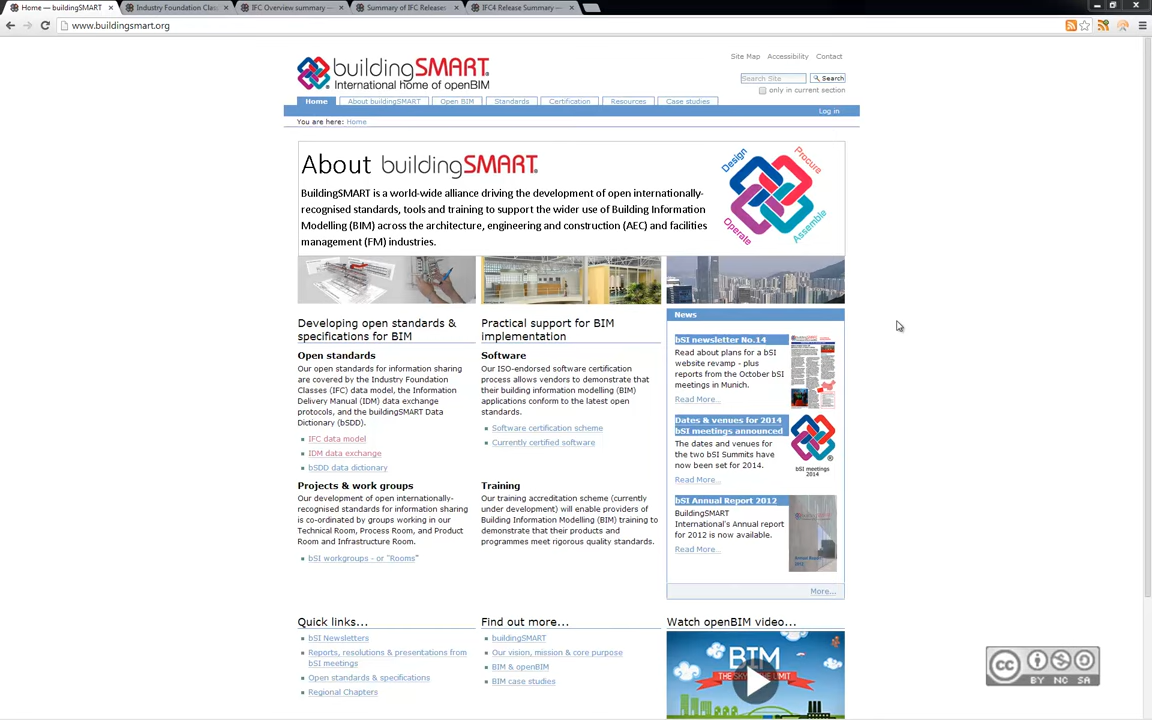 Home — buildingSMART
Industry Foundation Clas
IFC Overview summary —
Summary of IFC Releases
IFC4 Release Summary —
www.buildingsmart.org
buildingSMART
International home of openBIM
Site Map Accessibility Contact
Search Site Search
only in current section
Home About buildingSMART Open BIM Standards Certification Resources Case studies
Log in
You are here: Home
About buildingSMART
BuildingSMART is a world-wide alliance driving the development of open internationally-
recognised standards, tools and training to support the wider use of Building Information
Modelling (BIM) across the architecture, engineering and construction (AEC) and facilities
management (FM) industries.
Design
Procure
Operate
Assemble
Developing open standards &
specifications for BIM
Open standards
Our open standards for information sharing
are covered by the Industry Foundation
Classes (IFC) data model, the Information
Delivery Manual (IDM) data exchange
protocols, and the buildingSMART Data
Dictionary (bSDD).
IFC data model
IDM data exchange
bSDD data dictionary
Projects & work groups
Our development of open internationally-
recognised standards for information sharing
is co-ordinated by groups working in our
Technical Room, Process Room, and Product
Room and Infrastructure Room.
bSI workgroups - or "Rooms"
Practical support for BIM
implementation
Software
Our ISO-endorsed software certification
process allows vendors to demonstrate that
their building information modelling (BIM)
applications conform to the latest open
standards.
Software certification scheme
Currently certified software
Training
Our training accreditation scheme (currently
under development) will enable providers of
Building Information Modelling (BIM) training to
demonstrate that their products and
programmes meet rigorous quality standards.
News
bSI newsletter No.14
Read about plans for a bSI
website revamp - plus
reports from the October bSI
meetings in Munich.
Read More…
Dates & venues for 2014
bSI meetings announced
The dates and venues for
the two bSI Summits have
now been set for 2014.
Read More…
bSI meetings
2014
bSI Annual Report 2012
BuildingSMART
International's Annual report
for 2012 is now available.
Read More…
More…
Quick links...
bSI Newsletters
Reports, resolutions & presentations from
bSI meetings
Open standards & specifications
Regional Chapters
Find out more...
buildingSMART
Our vision, mission & core purpose
BIM & openBIM
BIM case studies
Watch openBIM video...
BIM
cc
BY NC SA